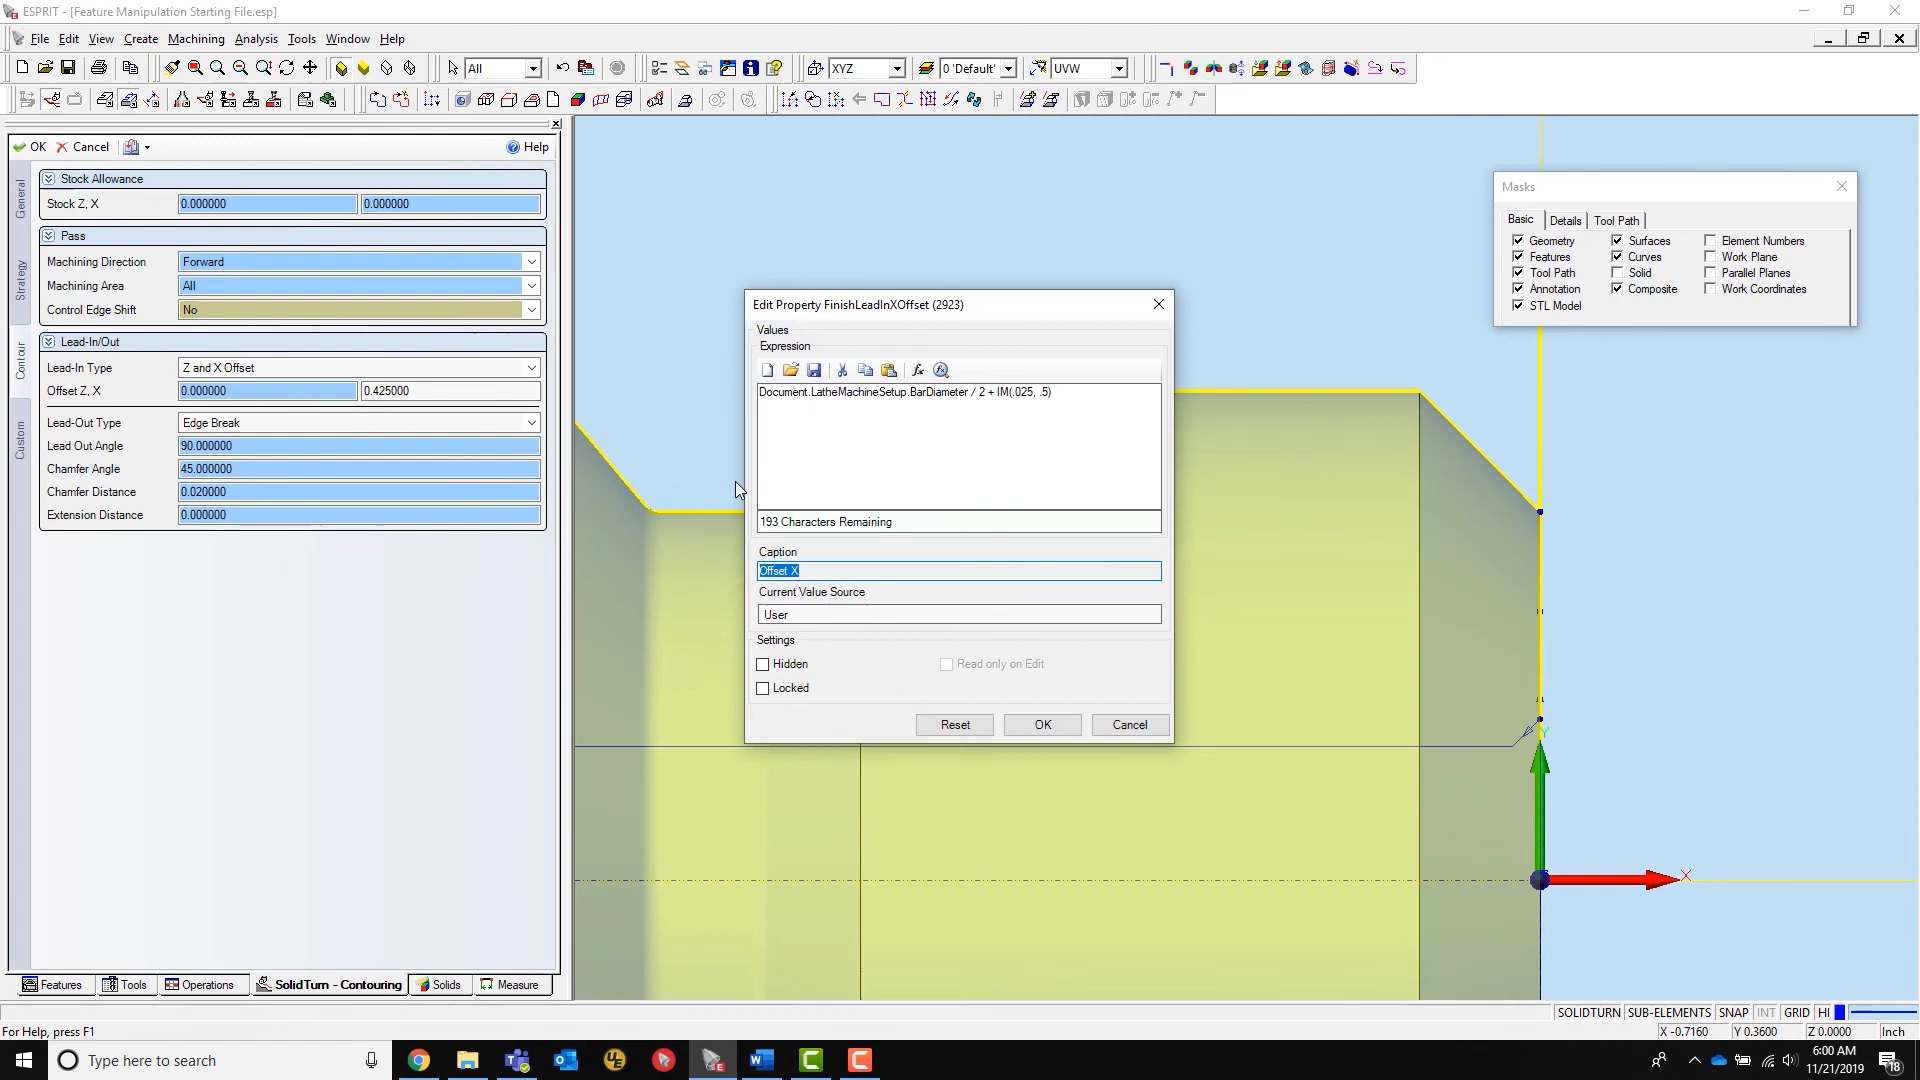 ESPRIT - [Feature Manipulation Starting File.esp]
File Edit View Create Machining Analysis Tools Window Help
All
XYZ
0 'Default'
UVW
OK Cancel Help
General
Strategy
Contour
Custom
Stock Allowance
Stock Z, X 0.000000 0.000000
Pass
Machining Direction Forward
Machining Area All
Control Edge Shift No
Lead-In/Out
Lead-In Type Z and X Offset
Offset Z, X 0.000000 0.425000
Lead-Out Type Edge Break
Lead Out Angle 90.000000
Chamfer Angle 45.000000
Chamfer Distance 0.020000
Extension Distance 0.000000
Edit Property FinishLeadInXOffset (2923)
Values
Expression
Document.LatheMachineSetup.BarDiameter / 2 + IM(.025, .5)
193 Characters Remaining
Caption
Offset X
Current Value Source
User
Settings
Hidden Read only on Edit
Locked
Reset OK Cancel
Masks
Basic Details Tool Path
Geometry Surfaces Element Numbers
Features Curves Work Plane
Tool Path Solid Parallel Planes
Annotation Composite Work Coordinates
STL Model
Y
X
Features Tools Operations SolidTurn - Contouring Solids Measure
SOLIDTURN SUB-ELEMENTS SNAP INT GRID HI
For Help, press F1
X -0.7160 Y 0.3600 Z 0.0000 Inch
Type here to search
6:00 AM
11/21/2019
18